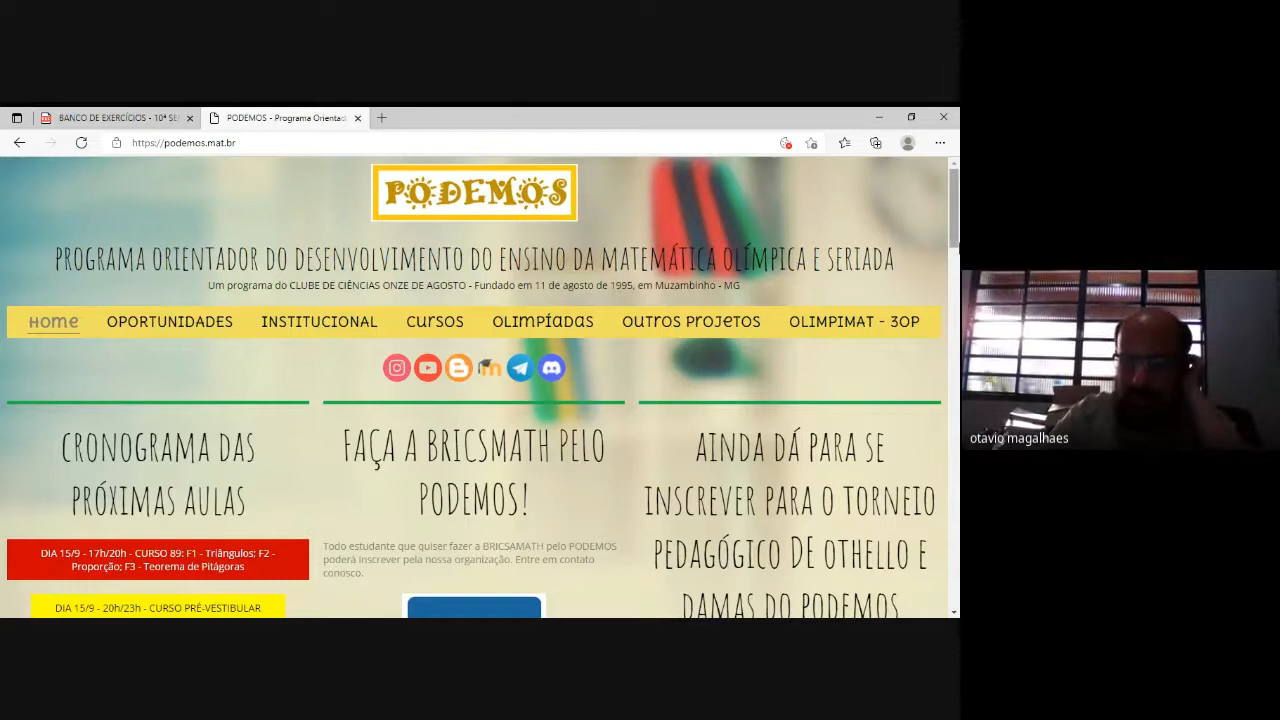 BANCO DE EXERCÍCIOS - 10ª SE
PODEMOS - Programa Orientad
https://podemos.mat.br
PODEMOS
PROGRAMA ORIENTADOR DO DESENVOLVIMENTO DO ENSINO DA MATEMÁTICA OLÍMPICA E SERIADA
Um programa do CLUBE DE CIÊNCIAS ONZE DE AGOSTO - Fundado em 11 de agosto de 1995, em Muzambinho - MG
Home
OPORTUNIDADES
INSTITUCIONAL
Cursos
OLIMPÍADAS
OUTROS PROJETOS
OLIMPIMAT - 3OP
CRONOGRAMA DAS
PRÓXIMAS AULAS
DIA 15/9 - 17h/20h - CURSO 89: F1 - Triângulos; F2 -
Proporção; F3 - Teorema de Pitágoras
DIA 15/9 - 20h/23h - CURSO PRÉ-VESTIBULAR
FAÇA A BRICSMATH PELO
PODEMOS!
Todo estudante que quiser fazer a BRICSAMATH pelo PODEMOS
poderá inscrever pela nossa organização. Entre em contato
conosco.
AINDA DÁ PARA SE
INSCREVER PARA O TORNEIO
PEDAGÓGICO DE OTHELLO E
DAMAS DO PODEMOS
otavio magalhaes